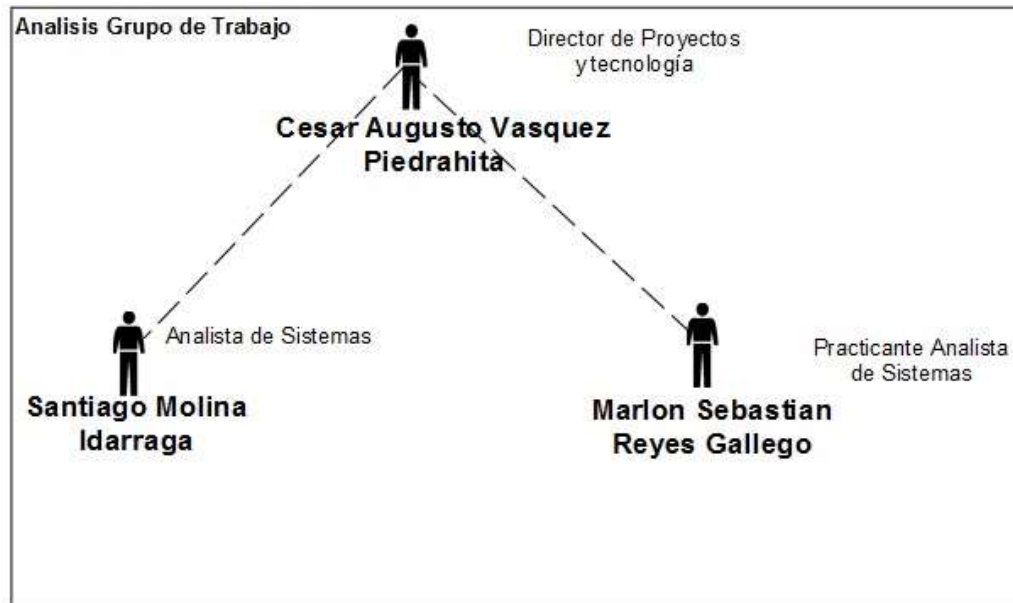 Analisis Grupo de Trabajo
Director de Proyectos
y tecnología
Cesar Augusto Vasquez
Piedrahita
Analista de Sistemas
Santiago Molina
Idarraga
Practicante Analista
de Sistemas
Marlon Sebastian
Reyes Gallego